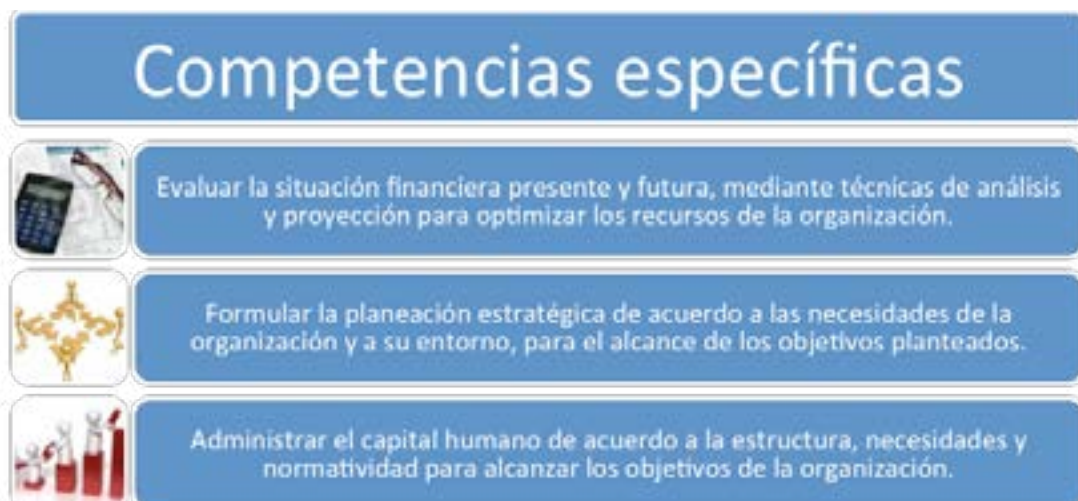 Competencias específicas
Evaluar la situación financiera presente y futura, mediante técnicas de análisis
y proyección para optimizar los recursos de la organización.
Formular la planeación estratégica de acuerdo a las necesidades de la
organización y a su entorno, para el alcance de los objetivos planteados.
Administrar el capital humano de acuerdo a la estructura, necesidades y
normatividad para alcanzar los objetivos de la organización.